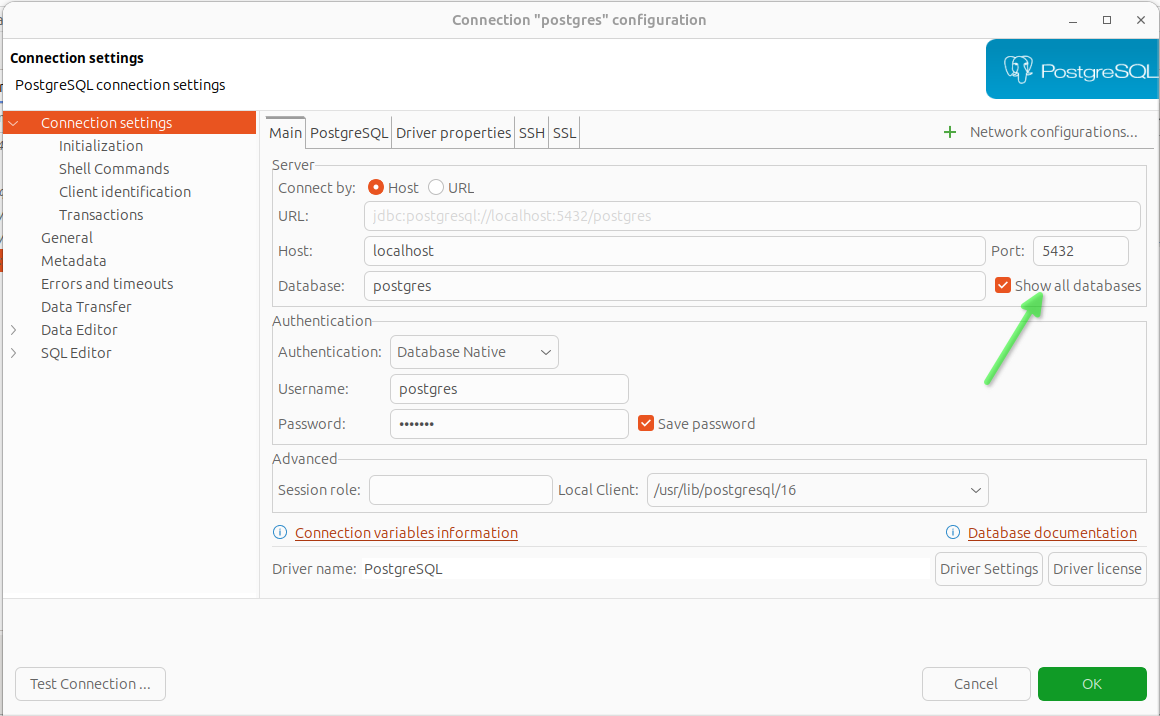 Connection "postgres" configuration
Connection settings
PostgreSQL connection settings
PostgreSQL
Connection settings
Initialization
Shell Commands
Client identification
Transactions
General
Metadata
Errors and timeouts
Data Transfer
Data Editor
SQL Editor
Main PostgreSQL Driver properties SSH SSL
Network configurations...
Server
Connect by: Host URL
URL: jdbc:postgresql://localhost:5432/postgres
Host: localhost Port: 5432
Database: postgres Show all databases
Authentication
Authentication: Database Native
Username: postgres
Password: ••••••• Save password
Advanced
Session role: Local Client: /usr/lib/postgresql/16
Connection variables information Database documentation
Driver name: PostgreSQL Driver Settings Driver license
Test Connection ... Cancel OK